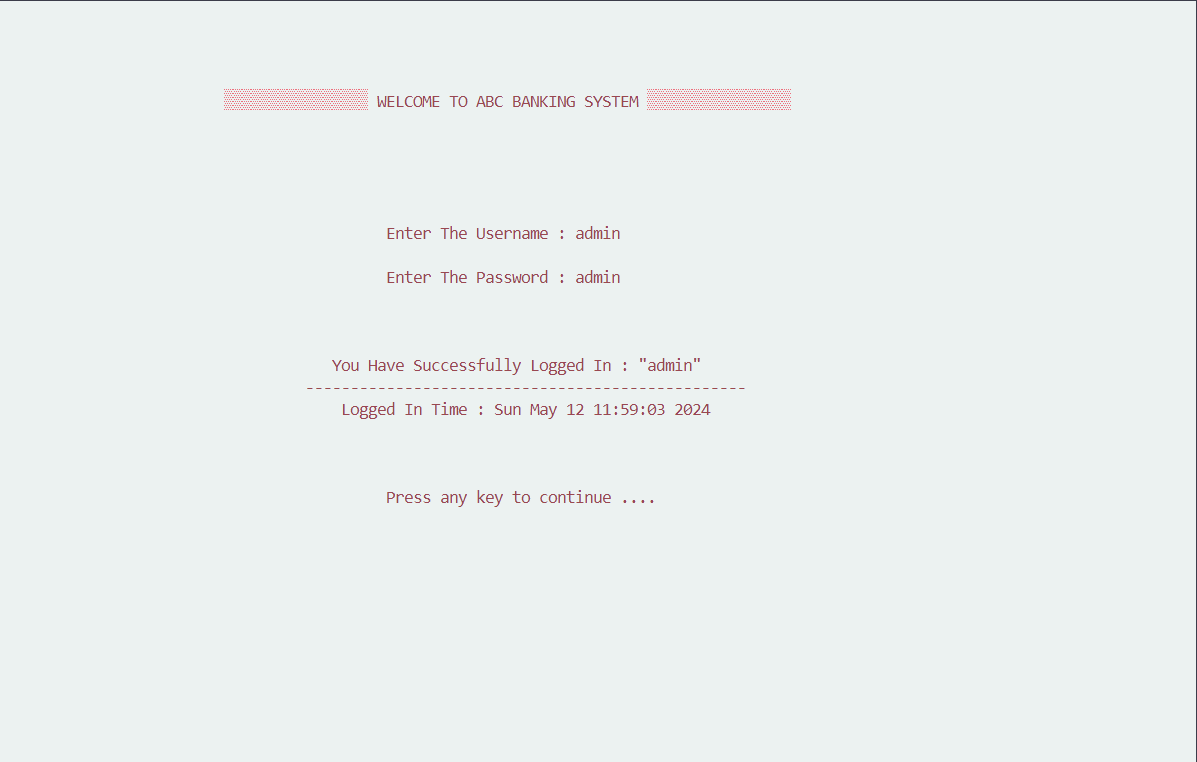 WELCOME TO ABC BANKING SYSTEM
Enter The Username : admin
Enter The Password : admin
You Have Successfully Logged In : "admin"
-------------------------------------------------
Logged In Time : Sun May 12 11:59:03 2024
Press any key to continue ....